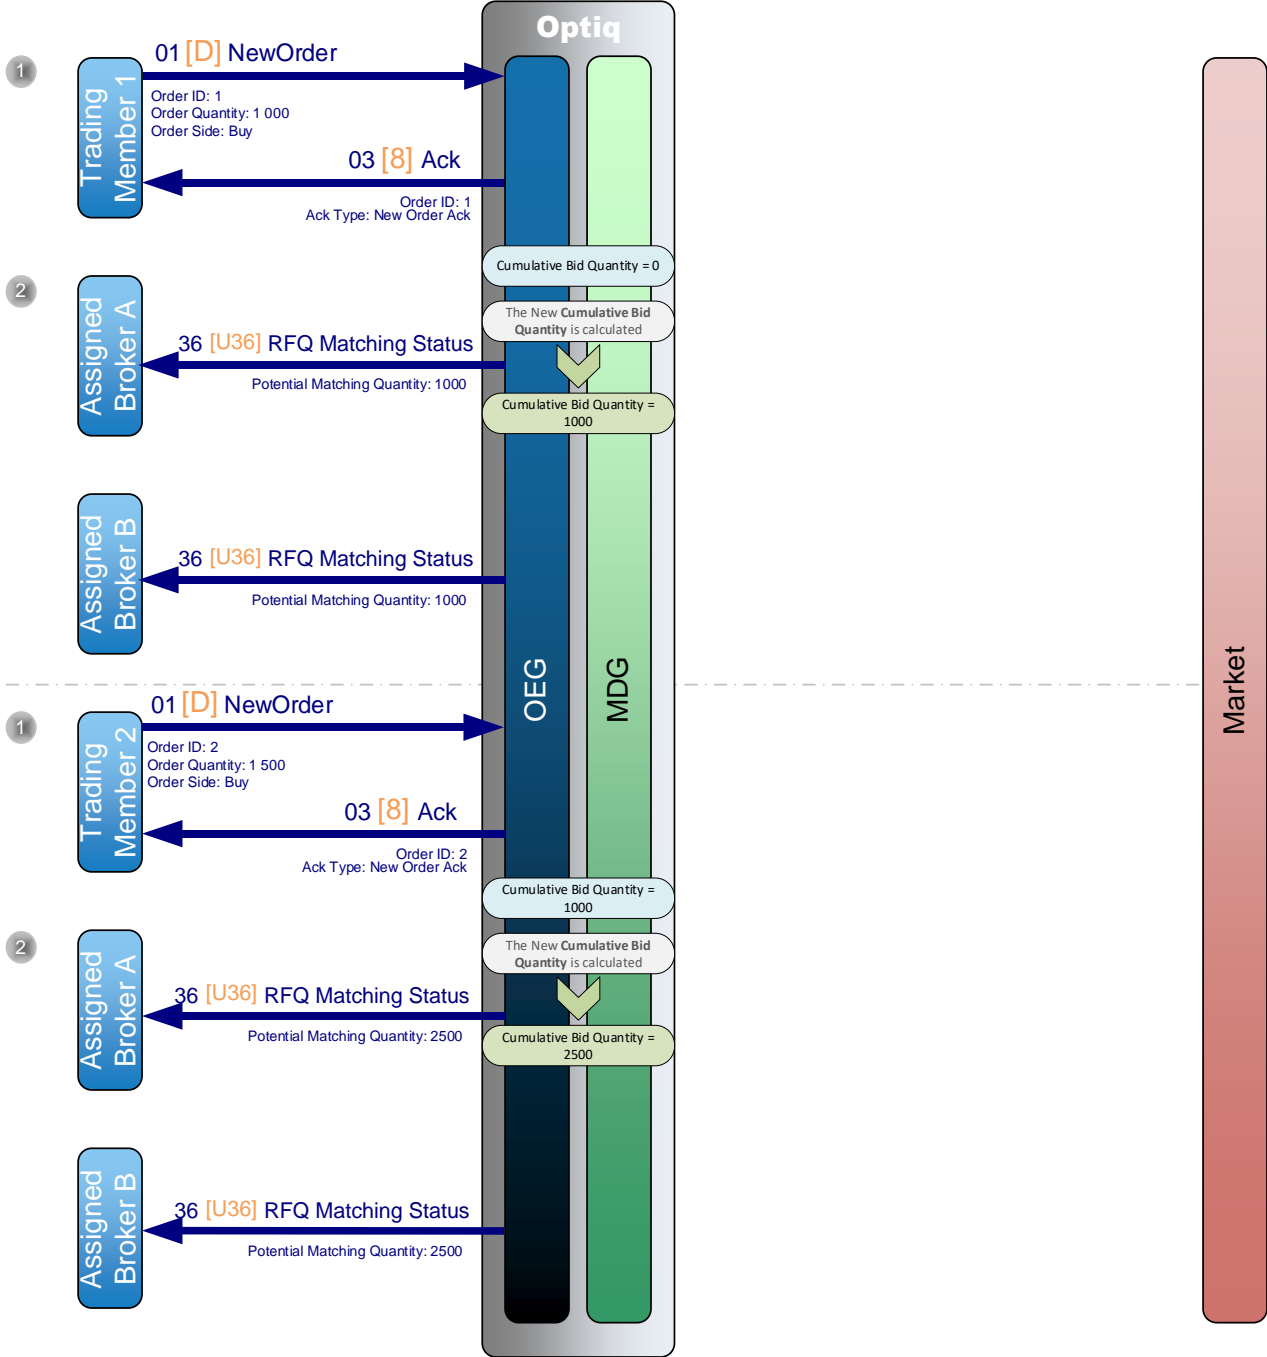 Optiq
1
Trading
Member 1
01 [D] NewOrder
Order ID: 1
Order Quantity: 1 000
Order Side: Buy
03 [8] Ack
Order ID: 1
Ack Type: New Order Ack
Cumulative Bid Quantity = 0
2
Assigned
Broker A
The New Cumulative Bid
Quantity is calculated
36 [U36] RFQ Matching Status
Potential Matching Quantity: 1000
Cumulative Bid Quantity =
1000
Assigned
Broker B
36 [U36] RFQ Matching Status
Potential Matching Quantity: 1000
OEG
MDG
Market
1
Trading
Member 2
01 [D] NewOrder
Order ID: 2
Order Quantity: 1 500
Order Side: Buy
03 [8] Ack
Order ID: 2
Ack Type: New Order Ack
Cumulative Bid Quantity =
1000
2
Assigned
Broker A
The New Cumulative Bid
Quantity is calculated
36 [U36] RFQ Matching Status
Potential Matching Quantity: 2500
Cumulative Bid Quantity =
2500
Assigned
Broker B
36 [U36] RFQ Matching Status
Potential Matching Quantity: 2500